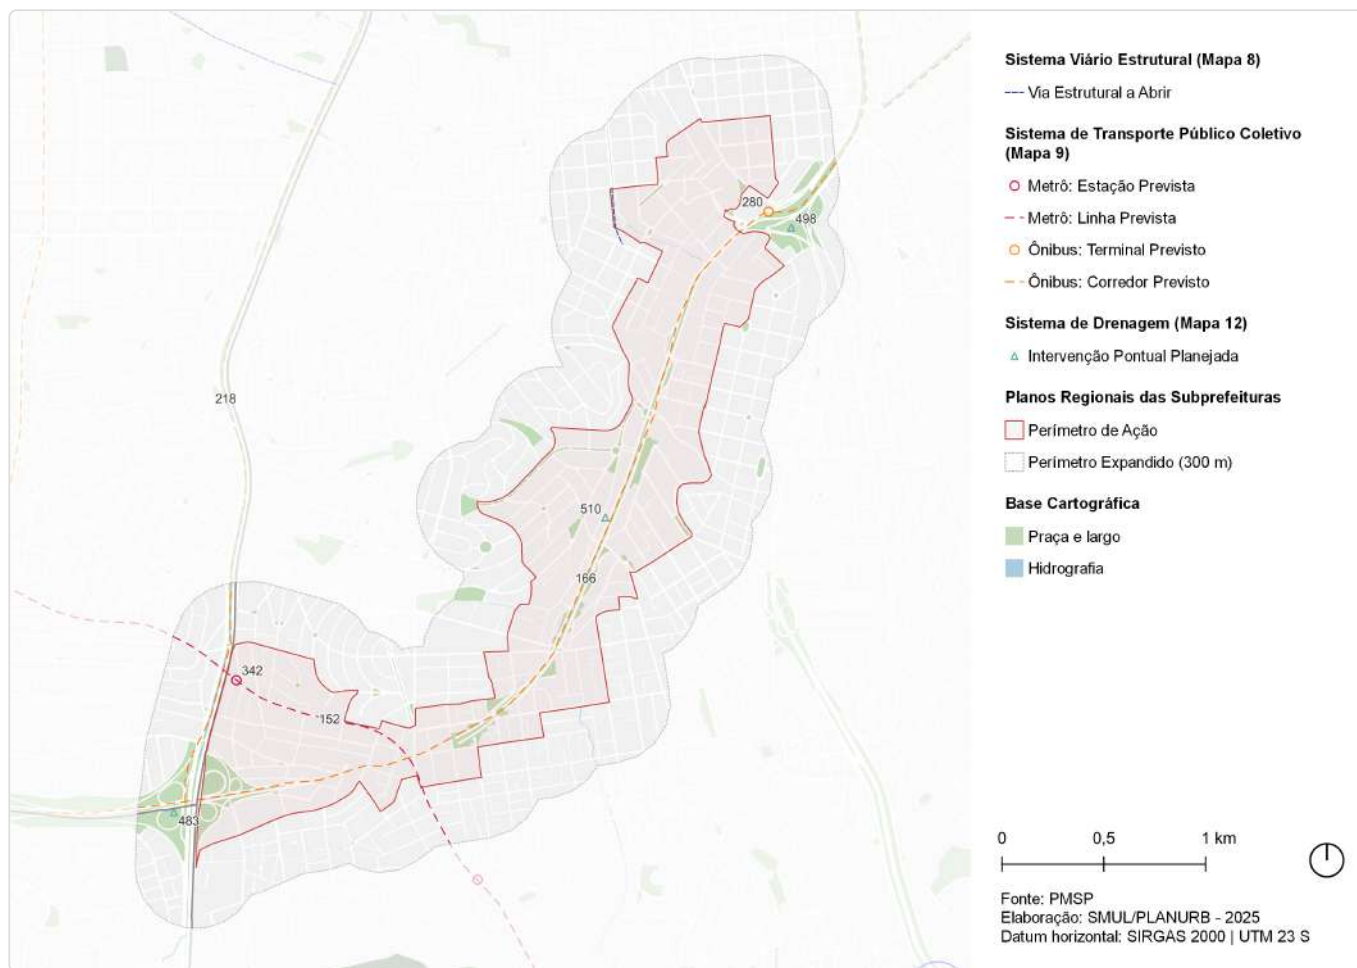 280
498
218
510
166
342
152
483
Sistema Viário Estrutural (Mapa 8)
Via Estrutural a Abrir
Sistema de Transporte Público Coletivo
(Mapa 9)
Metrô: Estação Prevista
Metrô: Linha Prevista
Ônibus: Terminal Previsto
Ônibus: Corredor Previsto
Sistema de Drenagem (Mapa 12)
Intervenção Pontual Planejada
Planos Regionais das Subprefeituras
Perímetro de Ação
Perímetro Expandido (300 m)
Base Cartográfica
Praça e largo
Hidrografia
0 0,5 1 km
Fonte: PMSP
Elaboração: SMUL/PLANURB - 2025
Datum horizontal: SIRGAS 2000 | UTM 23 S